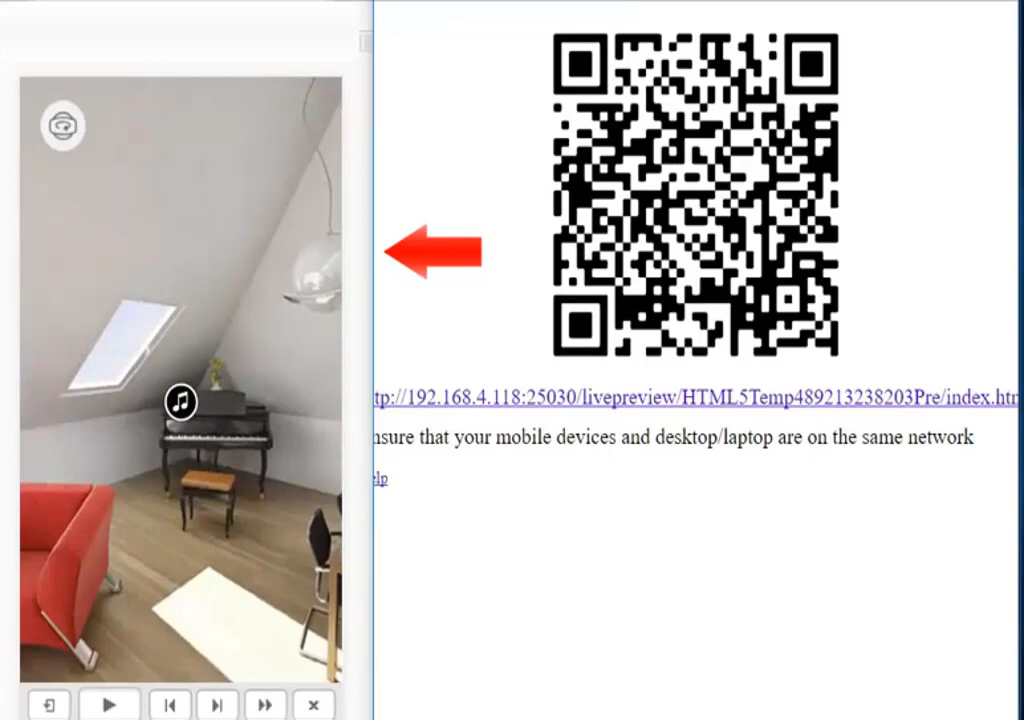 tp://192.168.4.118:25030/livepreview/HTML5Temp489213238203Pre/index.htr
nsure that your mobile devices and desktop/laptop are on the same network
elp